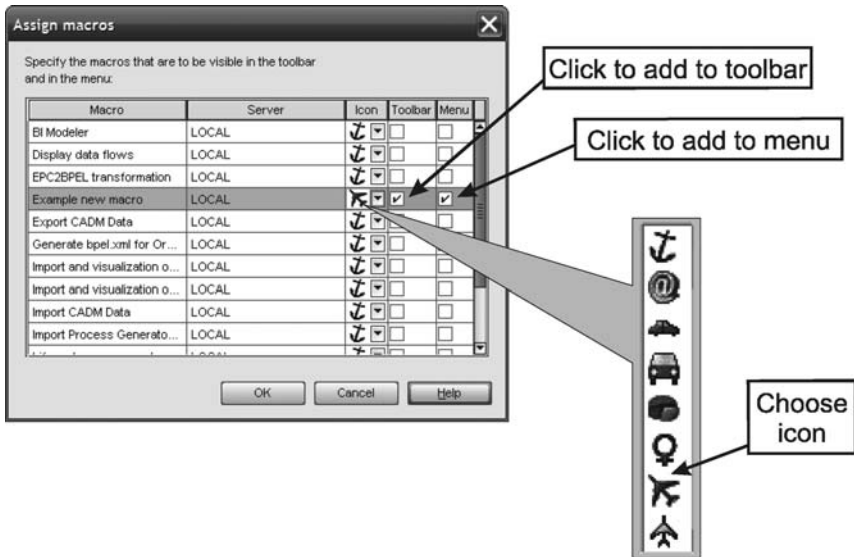 Assign macros
Specify the macros that are to be visible in the toolbar
and in the menu:
Macro Server Icon Toolbar Menu
BI Modeler LOCAL
Display data flows LOCAL
EPC2BPEL transformation LOCAL
Example new macro LOCAL
Export CADM Data LOCAL
Generate bpel.xml for Or... LOCAL
Import and visualization o... LOCAL
Import and visualization o... LOCAL
Import CADM Data LOCAL
Import Process Generato... LOCAL
OK Cancel Help
Click to add to toolbar
Click to add to menu
Choose
icon